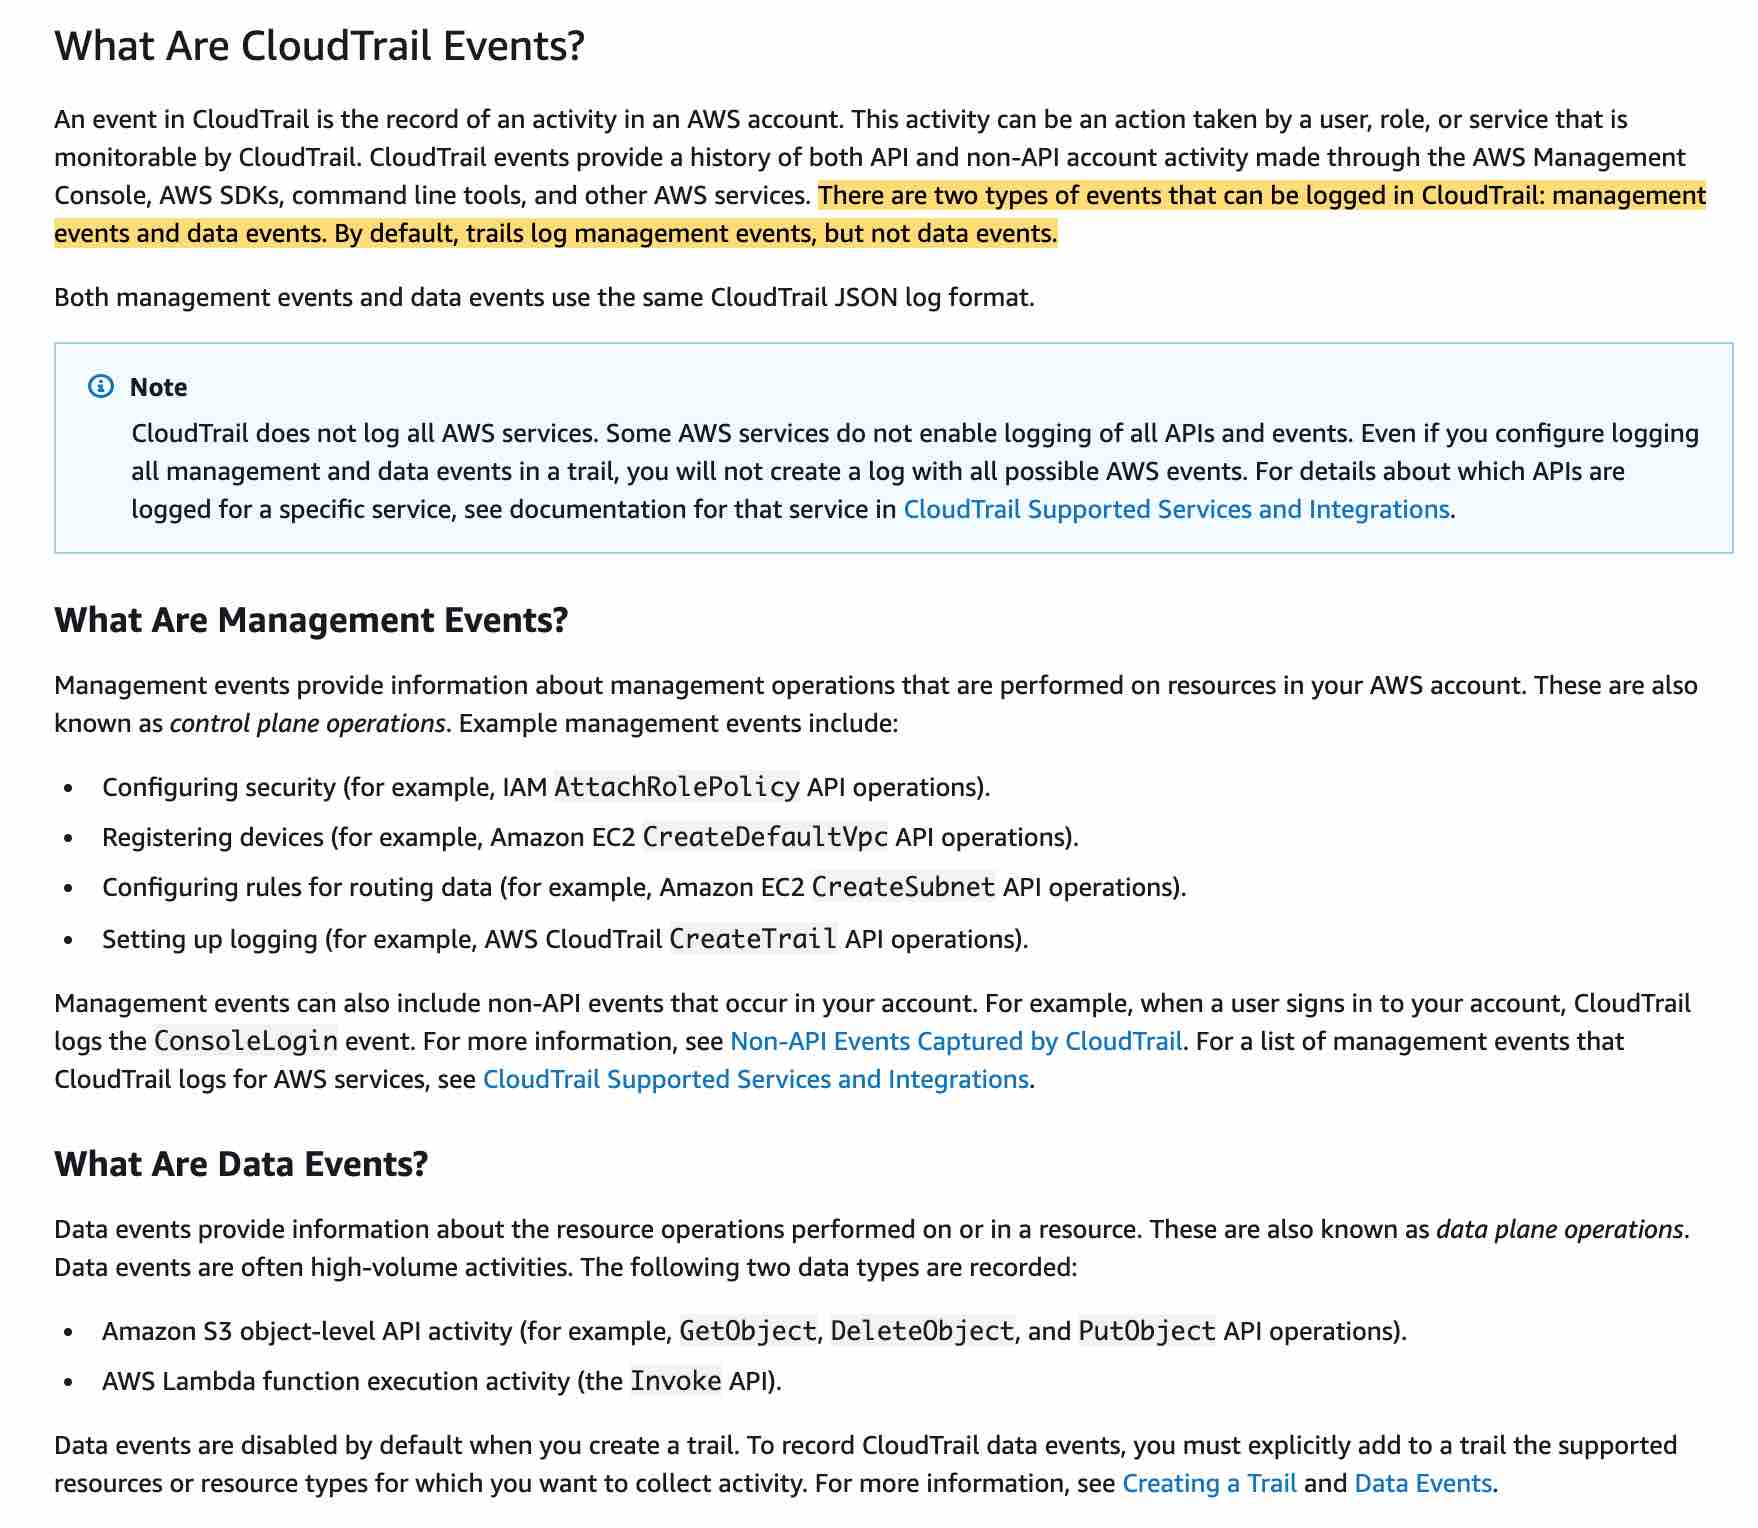 What Are CloudTrail Events?
An event in CloudTrail is the record of an activity in an AWS account. This activity can be an action taken by a user, role, or service that is
monitorable by CloudTrail. CloudTrail events provide a history of both API and non-API account activity made through the AWS Management
Console, AWS SDKs, command line tools, and other AWS services. There are two types of events that can be logged in CloudTrail: management
events and data events. By default, trails log management events, but not data events.
Both management events and data events use the same CloudTrail JSON log format.
Note
CloudTrail does not log all AWS services. Some AWS services do not enable logging of all APIs and events. Even if you configure logging
all management and data events in a trail, you will not create a log with all possible AWS events. For details about which APIs are
logged for a specific service, see documentation for that service in CloudTrail Supported Services and Integrations.
What Are Management Events?
Management events provide information about management operations that are performed on resources in your AWS account. These are also
known as control plane operations. Example management events include:
• Configuring security (for example, IAM AttachRolePolicy API operations).
• Registering devices (for example, Amazon EC2 CreateDefaultVpc API operations).
• Configuring rules for routing data (for example, Amazon EC2 CreateSubnet API operations).
• Setting up logging (for example, AWS CloudTrail CreateTrail API operations).
Management events can also include non-API events that occur in your account. For example, when a user signs in to your account, CloudTrail
logs the ConsoleLogin event. For more information, see Non-API Events Captured by CloudTrail. For a list of management events that
CloudTrail logs for AWS services, see CloudTrail Supported Services and Integrations.
What Are Data Events?
Data events provide information about the resource operations performed on or in a resource. These are also known as data plane operations.
Data events are often high-volume activities. The following two data types are recorded:
• Amazon S3 object-level API activity (for example, GetObject, DeleteObject, and PutObject API operations).
• AWS Lambda function execution activity (the Invoke API).
Data events are disabled by default when you create a trail. To record CloudTrail data events, you must explicitly add to a trail the supported
resources or resource types for which you want to collect activity. For more information, see Creating a Trail and Data Events.